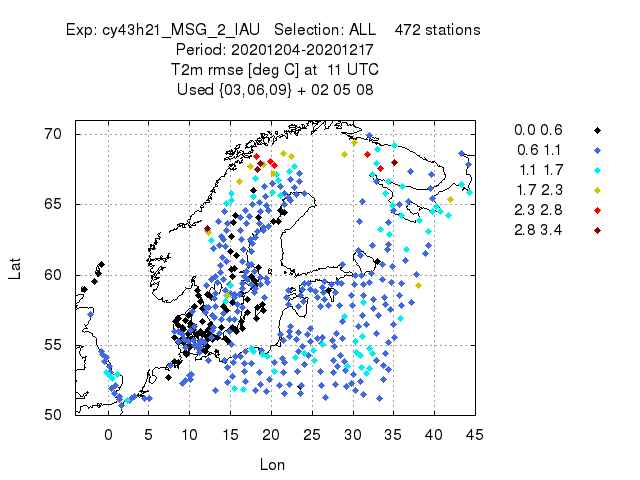 Exp: cy43h21_MSG_2_IAU Selection: ALL 472 stations
Period: 20201204-20201217
T2m rmse [deg C] at 11 UTC
Used {03,06,09} + 02 05 08
0.0 0.6
0.6 1.1
1.1 1.7
1.7 2.3
2.3 2.8
2.8 3.4
70
65
60
55
50
Lat
0 5 10 15 20 25 30 35 40 45
Lon